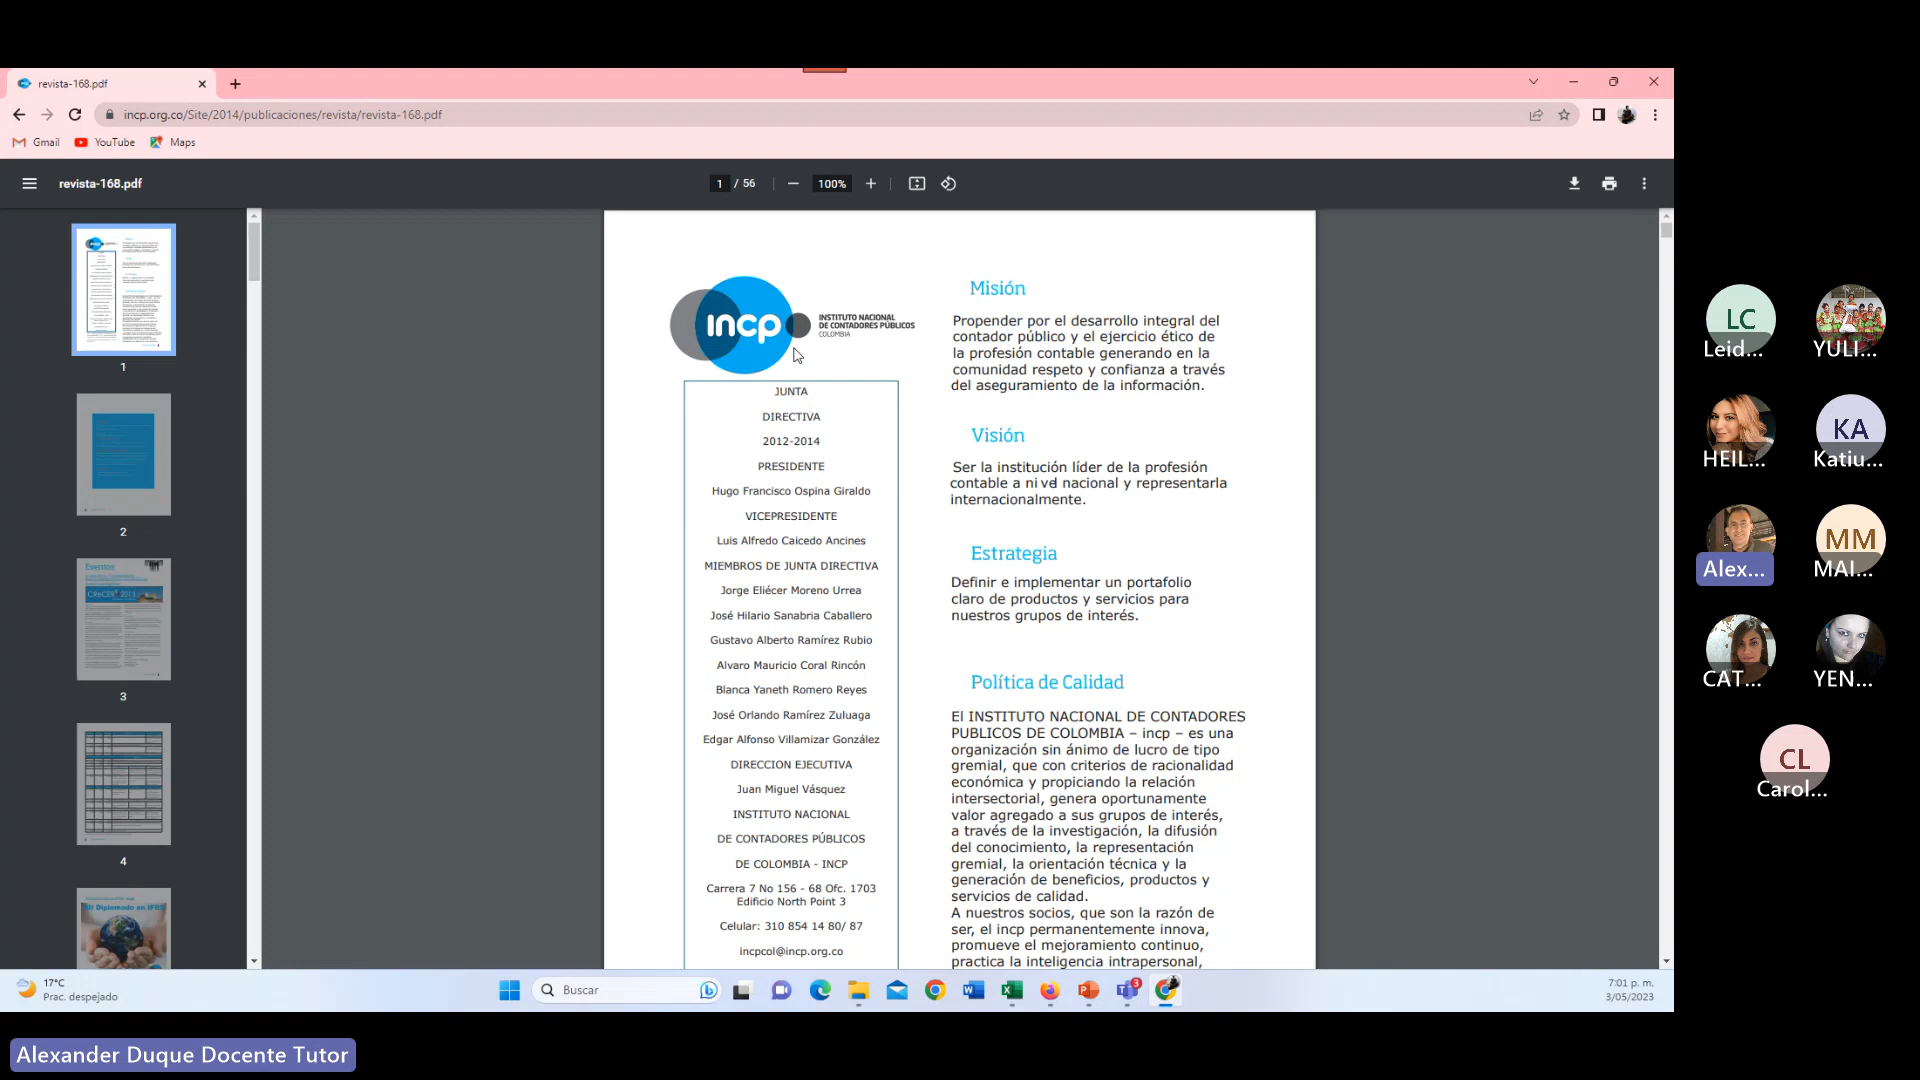 revista-168.pdf
incp.org.co/Site/2014/publicaciones/revista/revista-168.pdf
Gmail
YouTube
Maps
revista-168.pdf
1 / 56
100%
1
2
Eventos
CReCER 2013
3
4
incp
INSTITUTO NACIONAL
DE CONTADORES PÚBLICOS
COLOMBIA
JUNTA
DIRECTIVA
2012-2014
PRESIDENTE
Hugo Francisco Ospina Giraldo
VICEPRESIDENTE
Luis Alfredo Caicedo Ancines
MIEMBROS DE JUNTA DIRECTIVA
Jorge Eliécer Moreno Urrea
José Hilario Sanabria Caballero
Gustavo Alberto Ramírez Rubio
Alvaro Mauricio Coral Rincón
Blanca Yaneth Romero Reyes
José Orlando Ramírez Zuluaga
Edgar Alfonso Villamizar González
DIRECCION EJECUTIVA
Juan Miguel Vásquez
INSTITUTO NACIONAL
DE CONTADORES PÚBLICOS
DE COLOMBIA - INCP
Carrera 7 No 156 - 68 Ofc. 1703
Edificio North Point 3
Celular: 310 854 14 80/ 87
incpcol@incp.org.co
Misión
Propender por el desarrollo integral del
contador público y el ejercicio ético de
la profesión contable generando en la
comunidad respeto y confianza a través
del aseguramiento de la información.
Visión
Ser la institución líder de la profesión
contable a nivel nacional y representarla
internacionalmente.
Estrategia
Definir e implementar un portafolio
claro de productos y servicios para
nuestros grupos de interés.
Política de Calidad
El INSTITUTO NACIONAL DE CONTADORES
PUBLICOS DE COLOMBIA – incp – es una
organización sin ánimo de lucro de tipo
gremial, que con criterios de racionalidad
económica y propiciando la relación
intersectorial, genera oportunamente
valor agregado a sus grupos de interés,
a través de la investigación, la difusión
del conocimiento, la representación
gremial, la orientación técnica y la
generación de beneficios, productos y
servicios de calidad.
A nuestros socios, que son la razón de
ser, el incp permanentemente innova,
promueve el mejoramiento continuo,
practica la inteligencia intrapersonal,
LC
Leid...
YULI...
HEIL...
KA
Katiu...
Alex...
MM
MAI...
CAT...
YEN...
CL
Carol...
17°C
Prac. despejado
Buscar
3
7:01 p. m.
3/05/2023
Alexander Duque Docente Tutor